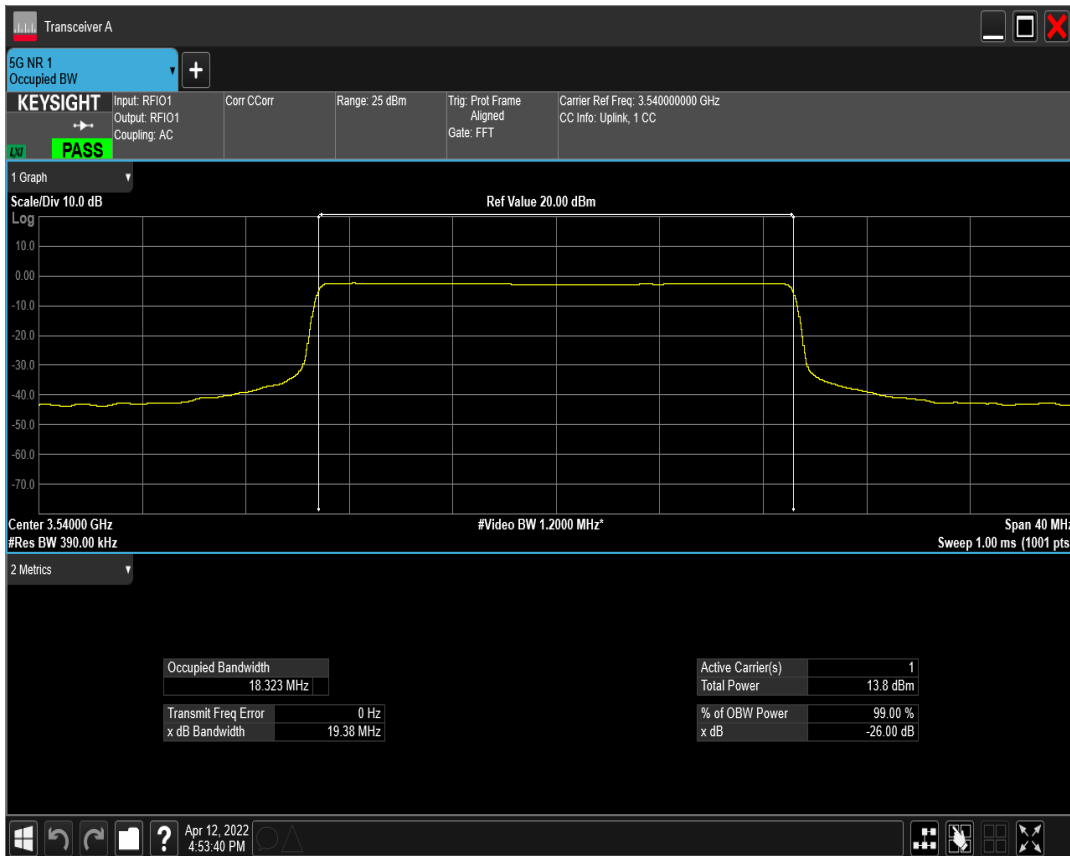 Transceiver A
5G NR 1
Occupied BW
+
KEYSIGHT
LXI
PASS
Input: RFIO1
Output: RFIO1
Coupling: AC
Corr CCorr
Range: 25 dBm
Trig: Prot Frame
Aligned
Gate: FFT
Carrier Ref Freq: 3.540000000 GHz
CC Info: Uplink, 1 CC
1 Graph
Scale/Div 10.0 dB
Ref Value 20.00 dBm
Log
10.0
0.00
-10.0
-20.0
-30.0
-40.0
-50.0
-60.0
-70.0
Center 3.54000 GHz
#Video BW 1.2000 MHz*
Span 40 MHz
#Res BW 390.00 kHz
Sweep 1.00 ms (1001 pts
2 Metrics
Occupied Bandwidth
18.323 MHz
Transmit Freq Error 0 Hz
x dB Bandwidth 19.38 MHz
Active Carrier(s) 1
Total Power 13.8 dBm
% of OBW Power 99.00 %
x dB -26.00 dB
?
Apr 12, 2022
4:53:40 PM